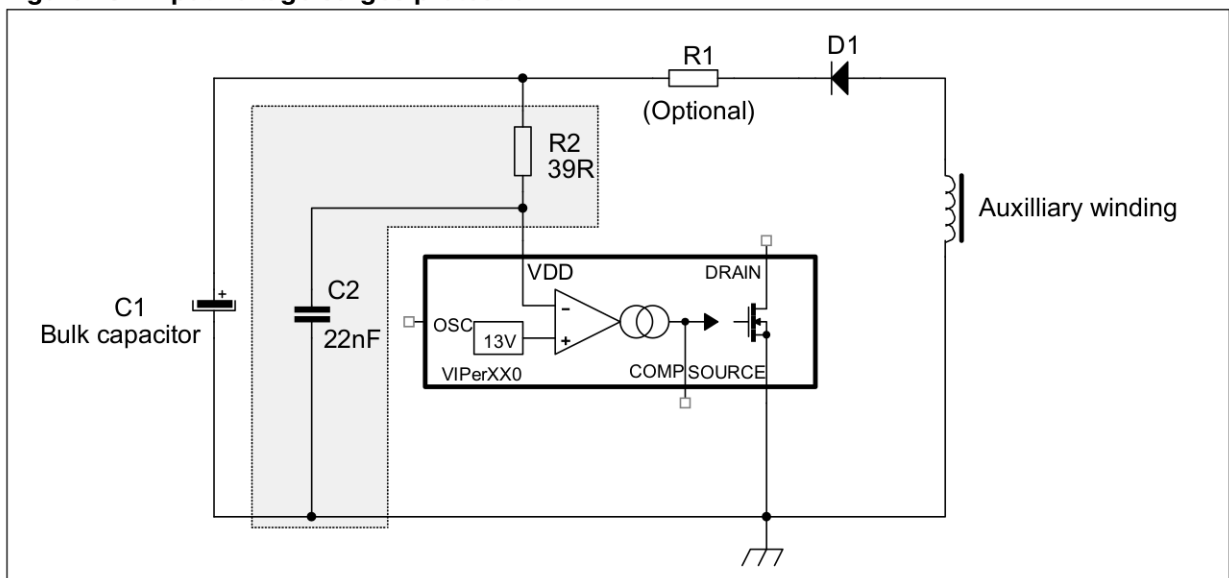 R1
(Optional)
D1
R2
39R
Auxilliary winding
C1
Bulk capacitor
+
C2
22nF
VDD
DRAIN
OSC
13V
−
+
VIPerXX0
COMP
SOURCE